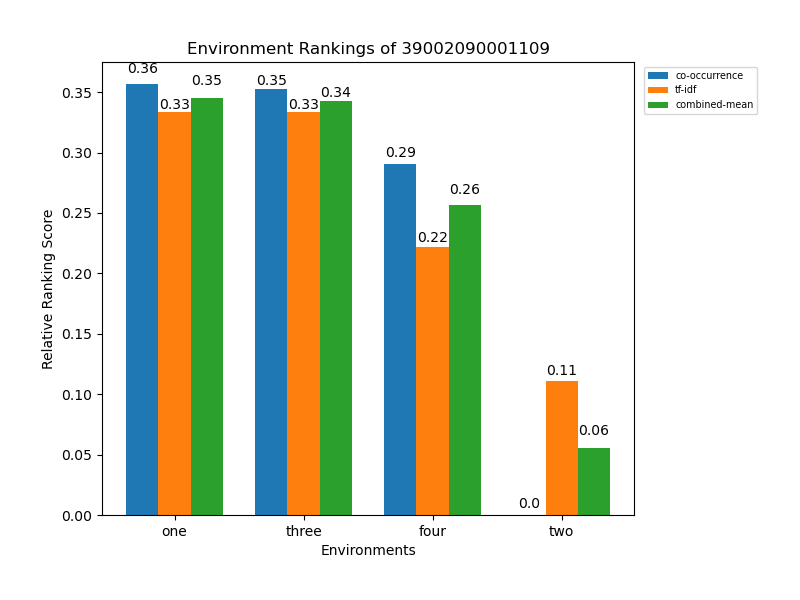 Environment Rankings of 39002090001109
co-occurrence
tf-idf
combined-mean
0.36
0.33
0.35
0.35
0.33
0.34
0.29
0.22
0.26
0.0
0.11
0.06
0.35
0.30
0.25
0.20
0.15
0.10
0.05
0.00
Relative Ranking Score
one three four two
Environments